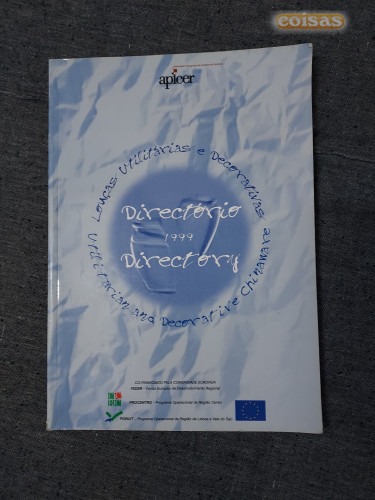 coisas
apicer
Louças Utilitárias e Decorativas
Directório
1999
Directory
Utilitarian and Decorative Chinaware
CO-FINANCIADO PELA COMUNIDADE EUROPEIA
FEDER - Fundo Europeu de Desenvolvimento Regional
PROCENTRO - Programa Operacional da Região Centro
PORLVT - Programa Operacional da Região de Lisboa e Vale do Tejo